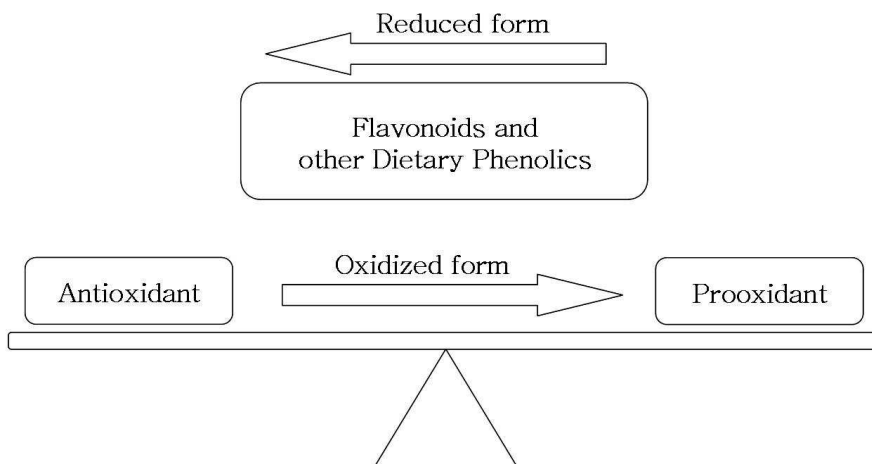 Reduced form
Flavonoids and
other Dietary Phenolics
Oxidized form
Antioxidant
Prooxidant